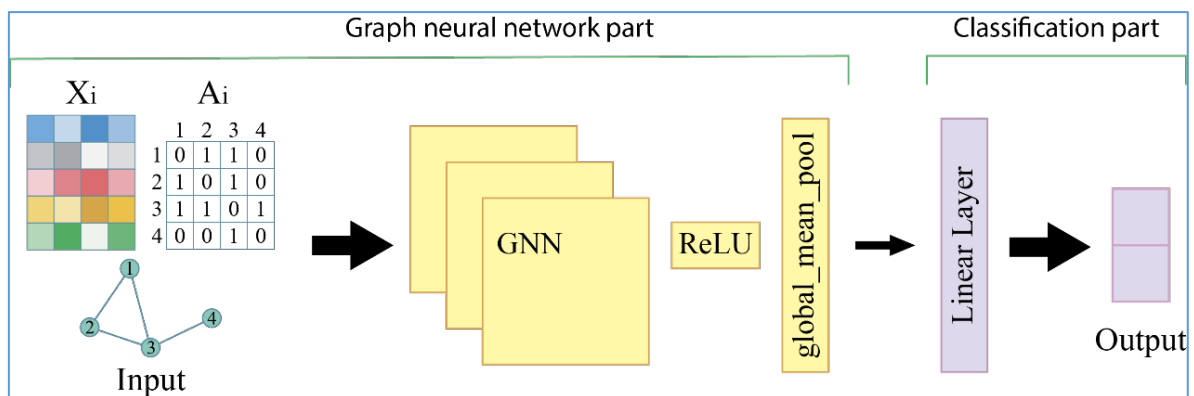 Graph neural network part
Classification part
Xi
Ai
1 2 3 4
1 0 1 1 0
2 1 0 1 0
3 1 1 0 1
4 0 0 1 0
1
2
3
4
Input
GNN
ReLU
global_mean_pool
Linear Layer
Output